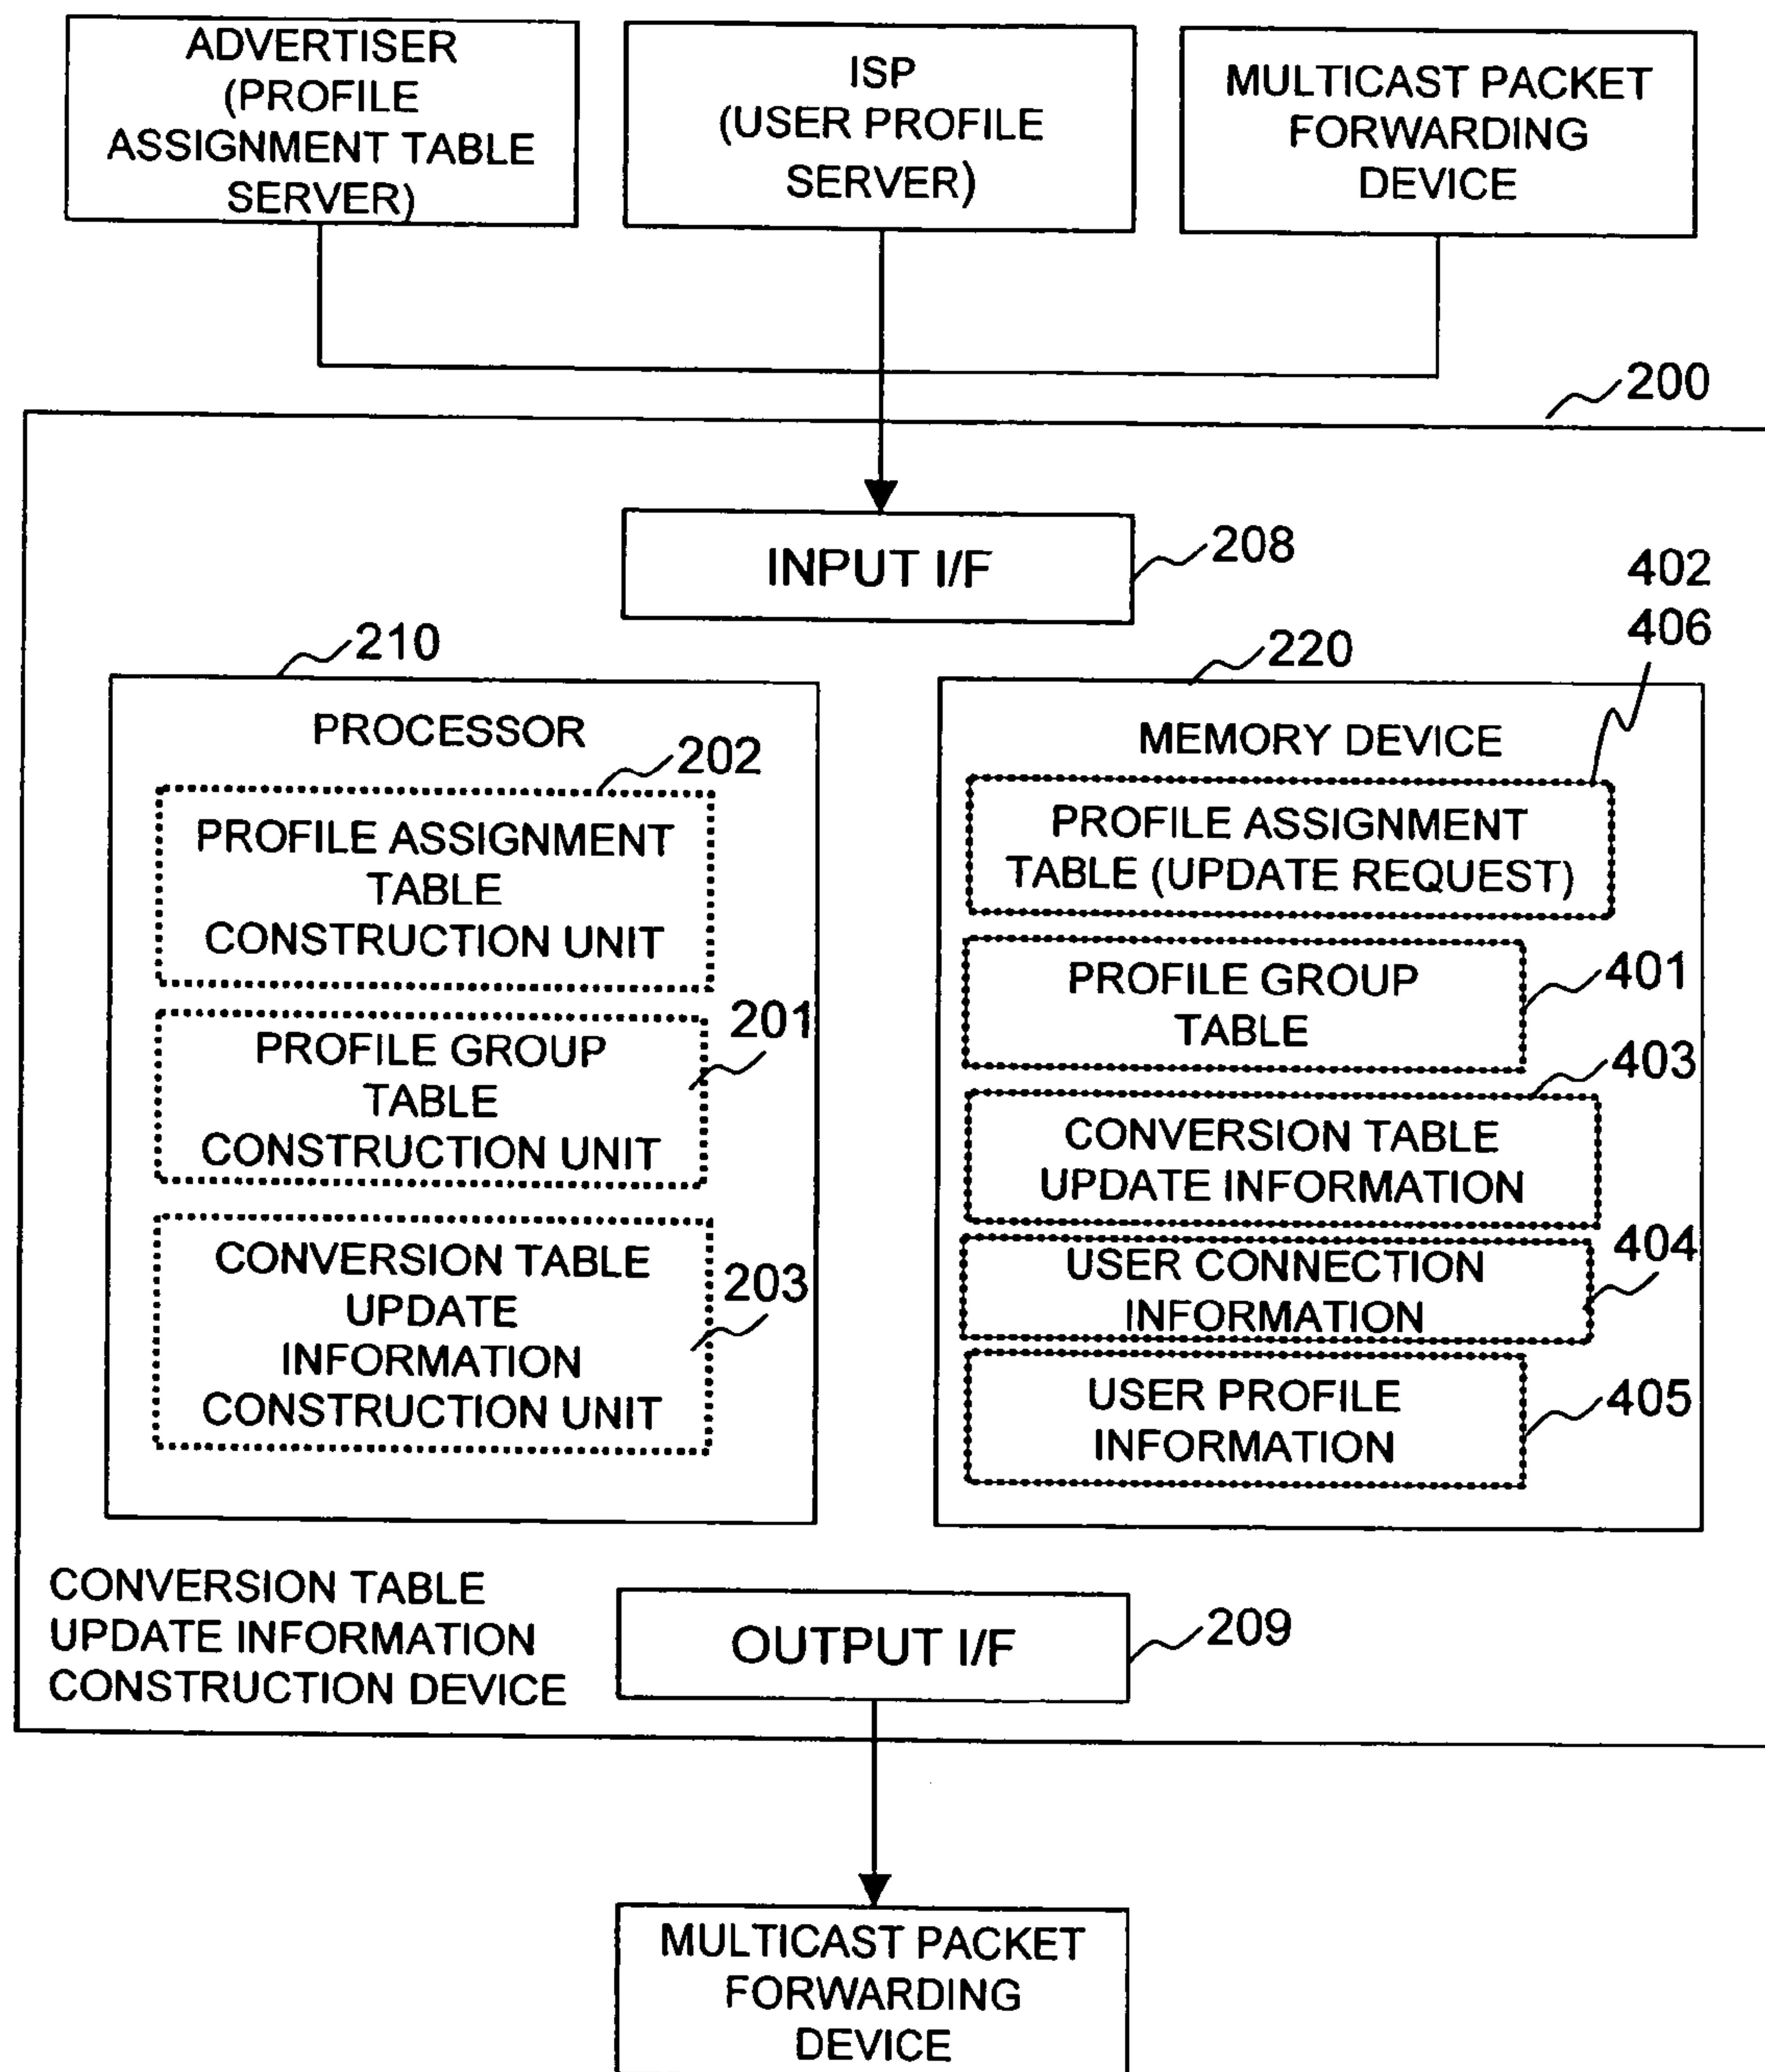 ADVERTISER
(PROFILE
ASSIGNMENT TABLE
SERVER)
ISP
(USER PROFILE
SERVER)
MULTICAST PACKET
FORWARDING
DEVICE
200
INPUT I/F
208
402
406
210
220
PROCESSOR
202
PROFILE ASSIGNMENT
TABLE
CONSTRUCTION UNIT
201
PROFILE GROUP
TABLE
CONSTRUCTION UNIT
CONVERSION TABLE
UPDATE
INFORMATION
CONSTRUCTION UNIT
203
MEMORY DEVICE
PROFILE ASSIGNMENT
TABLE (UPDATE REQUEST)
PROFILE GROUP
TABLE
401
403
CONVERSION TABLE
UPDATE INFORMATION
404
USER CONNECTION
INFORMATION
USER PROFILE
INFORMATION
405
CONVERSION TABLE
UPDATE INFORMATION
CONSTRUCTION DEVICE
OUTPUT I/F
209
MULTICAST PACKET
FORWARDING
DEVICE